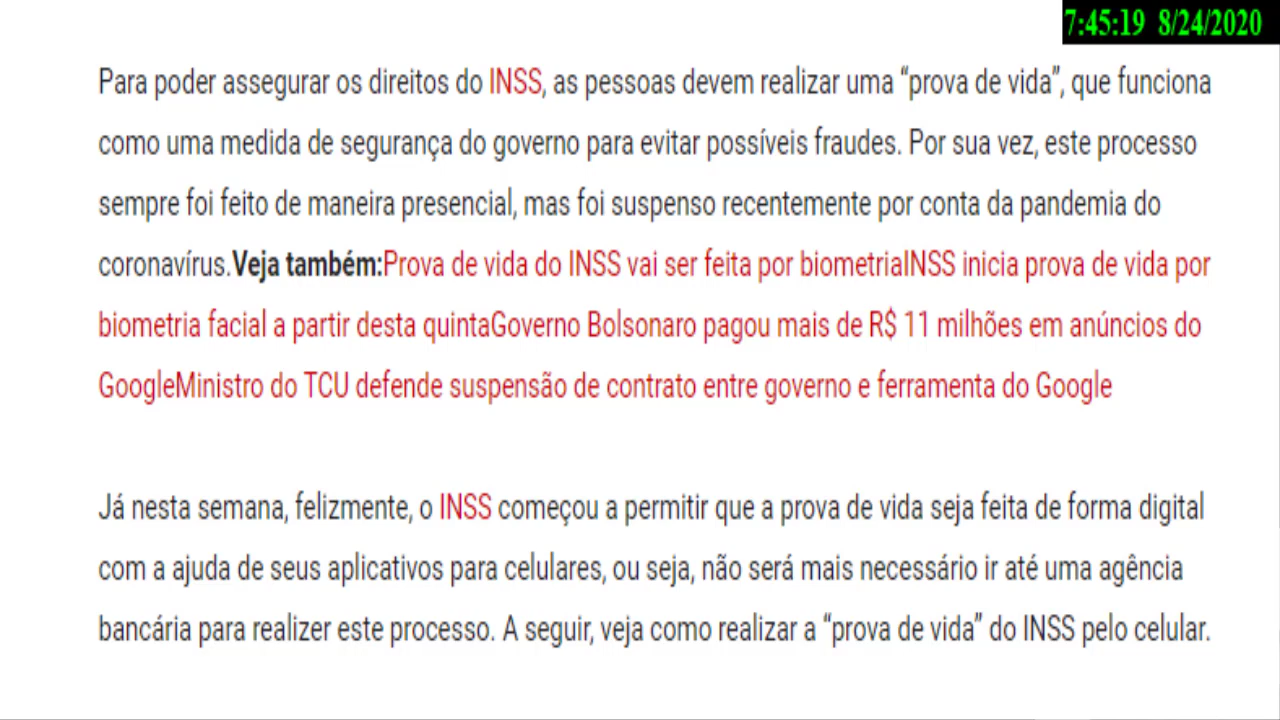 7:45:19 8/24/2020
Para poder assegurar os direitos do INSS, as pessoas devem realizar uma “prova de vida”, que funciona
como uma medida de segurança do governo para evitar possíveis fraudes. Por sua vez, este processo
sempre foi feito de maneira presencial, mas foi suspenso recentemente por conta da pandemia do
coronavírus.Veja também:Prova de vida do INSS vai ser feita por biometriaINSS inicia prova de vida por
biometria facial a partir desta quintaGoverno Bolsonaro pagou mais de R$ 11 milhões em anúncios do
GoogleMinistro do TCU defende suspensão de contrato entre governo e ferramenta do Google
Já nesta semana, felizmente, o INSS começou a permitir que a prova de vida seja feita de forma digital
com a ajuda de seus aplicativos para celulares, ou seja, não será mais necessário ir até uma agência
bancária para realizer este processo. A seguir, veja como realizar a “prova de vida” do INSS pelo celular.